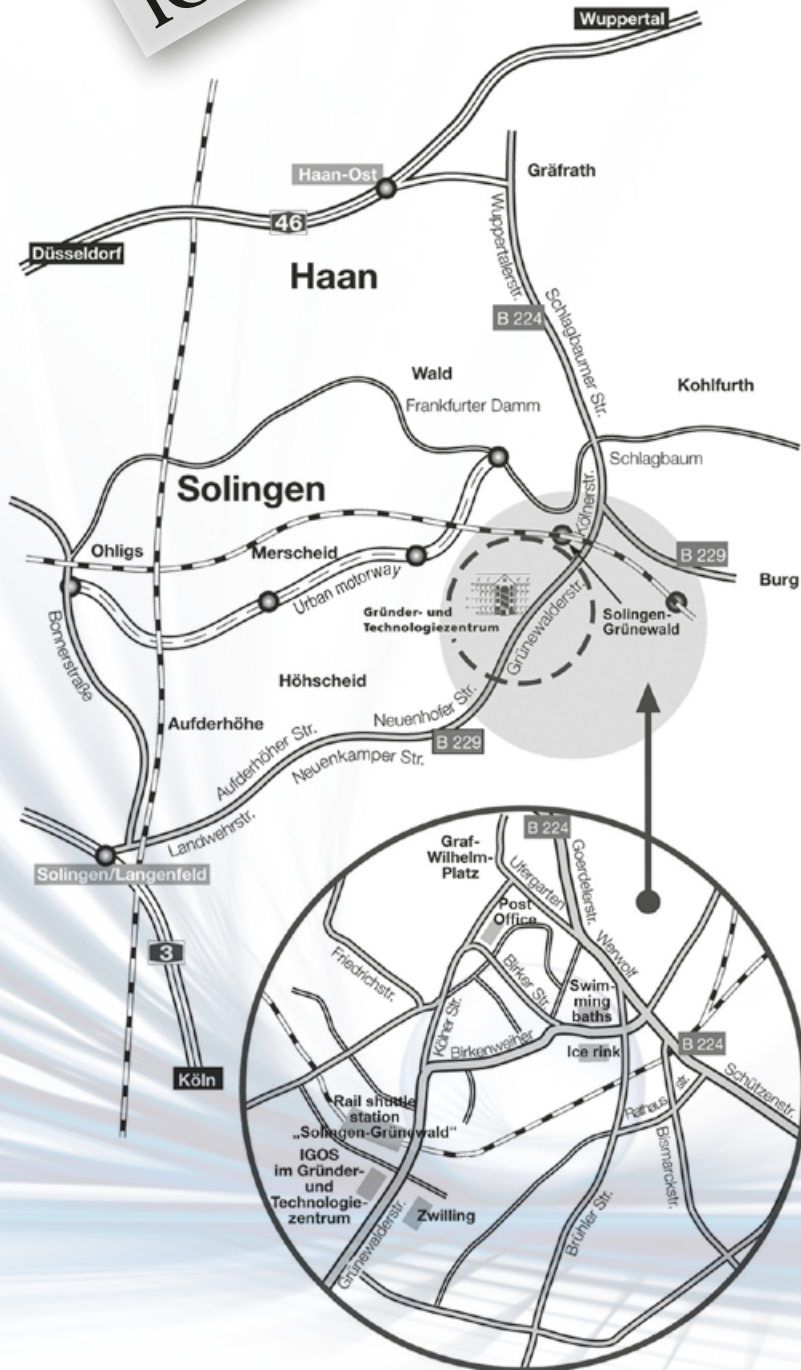 Wuppertal
Haan-Ost
Gräfrath
46
Düsseldorf
Wuppertalerstr.
Haan
B 224
Schlagbaumer Str.
Wald
Kohlfurth
Frankfurter Damm
Schlagbaum
Solingen
Kölnerstr.
Ohligs
Merscheid
B 229
Burg
Urban motorway
Gründer- und
Technologiezentrum
Grünewalderstr.
Solingen-
Grünewald
Bonnerstraße
Höhscheid
Aufderhöhe
Neuenhofer Str.
B 229
Aufderhöher Str.
Neuenkamper Str.
Landwehrstr.
Solingen/Langenfeld
3
Köln
B 224
Graf-
Wilhelm-
Platz
Ufergarten
Goerdelerstr.
Post
Office
Werwolf
Friedrichstr.
Birker Str.
Swim-
ming
baths
Kölner Str.
Birkenweiher
Ice rink
B 224
Schützenstr.
Rail shuttle
station
„Solingen-Grünewald“
Rathaus
str.
Bismarckstr.
IGOS
im Gründer-
und
Technologie-
zentrum
Zwilling
Grünewalderstr.
Brühler Str.